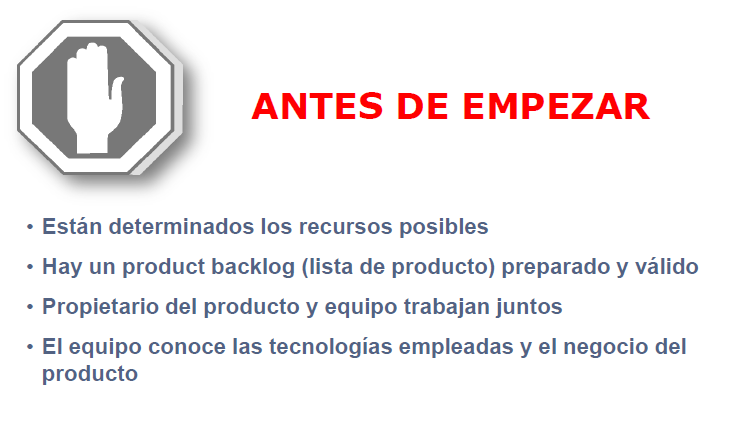 ANTES DE EMPEZAR
• Están determinados los recursos posibles
• Hay un product backlog (lista de producto) preparado y válido
• Propietario del producto y equipo trabajan juntos
• El equipo conoce las tecnologías empleadas y el negocio del
producto